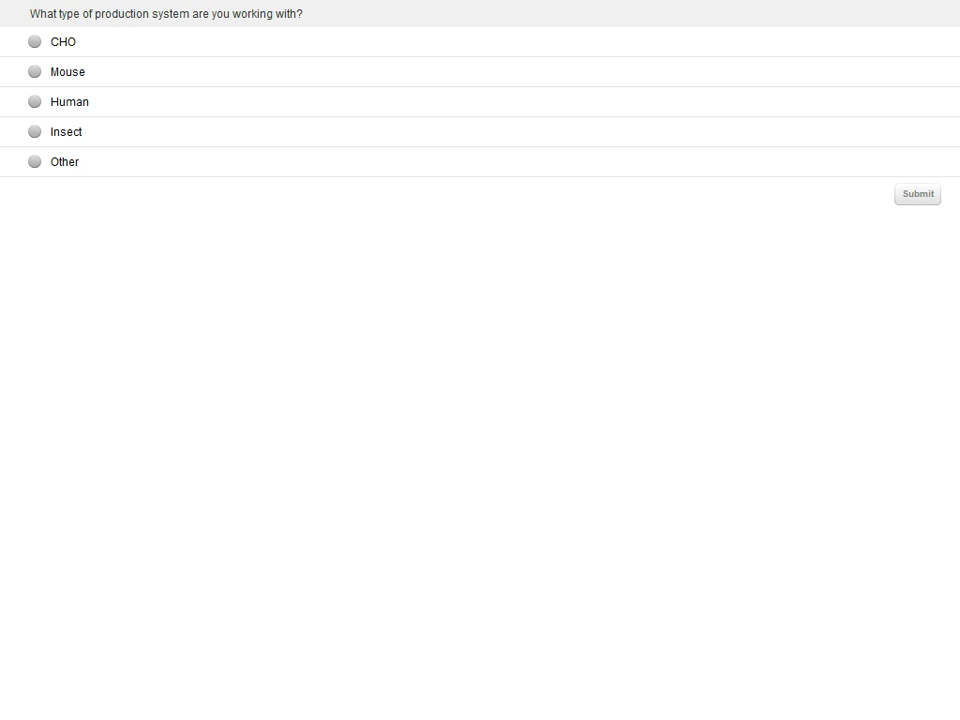 What type of production system are you working with?
CHO
Mouse
Human
Insect
Other
Submit